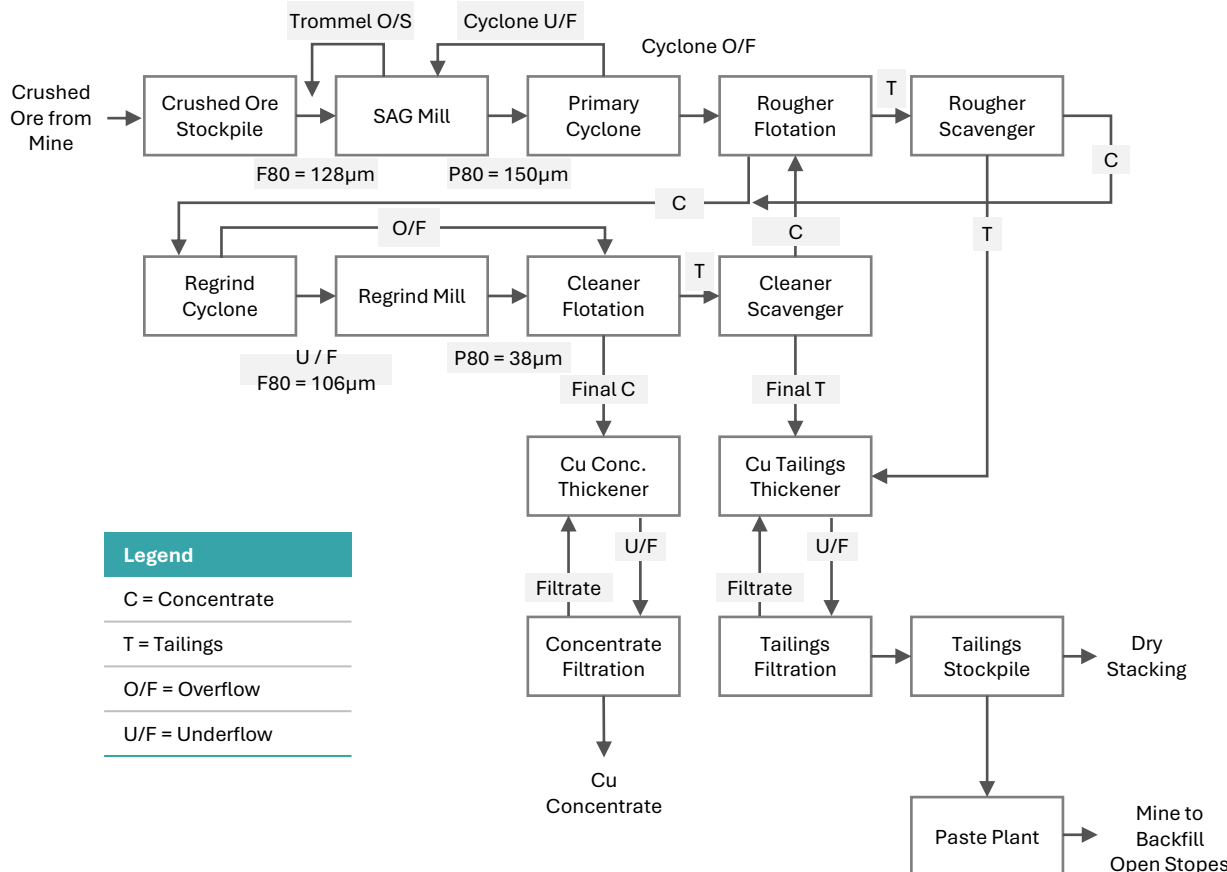 Trommel O/S
Cyclone U/F
Cyclone O/F
Crushed
Ore from
Mine
Crushed Ore
Stockpile
SAG Mill
Primary
Cyclone
Rougher
Flotation
T
Rougher
Scavenger
F80 = 128µm
P80 = 150µm
C
C
O/F
C
T
Regrind
Cyclone
Regrind Mill
Cleaner
Flotation
T
Cleaner
Scavenger
U / F
F80 = 106µm
P80 = 38µm
Final C
Final T
Cu Conc.
Thickener
Cu Tailings
Thickener
U/F
U/F
Filtrate
Filtrate
Legend
C = Concentrate
T = Tailings
O/F = Overflow
U/F = Underflow
Concentrate
Filtration
Tailings
Filtration
Tailings
Stockpile
Dry
Stacking
Cu
Concentrate
Paste Plant
Mine to
Backfill
Open Stopes